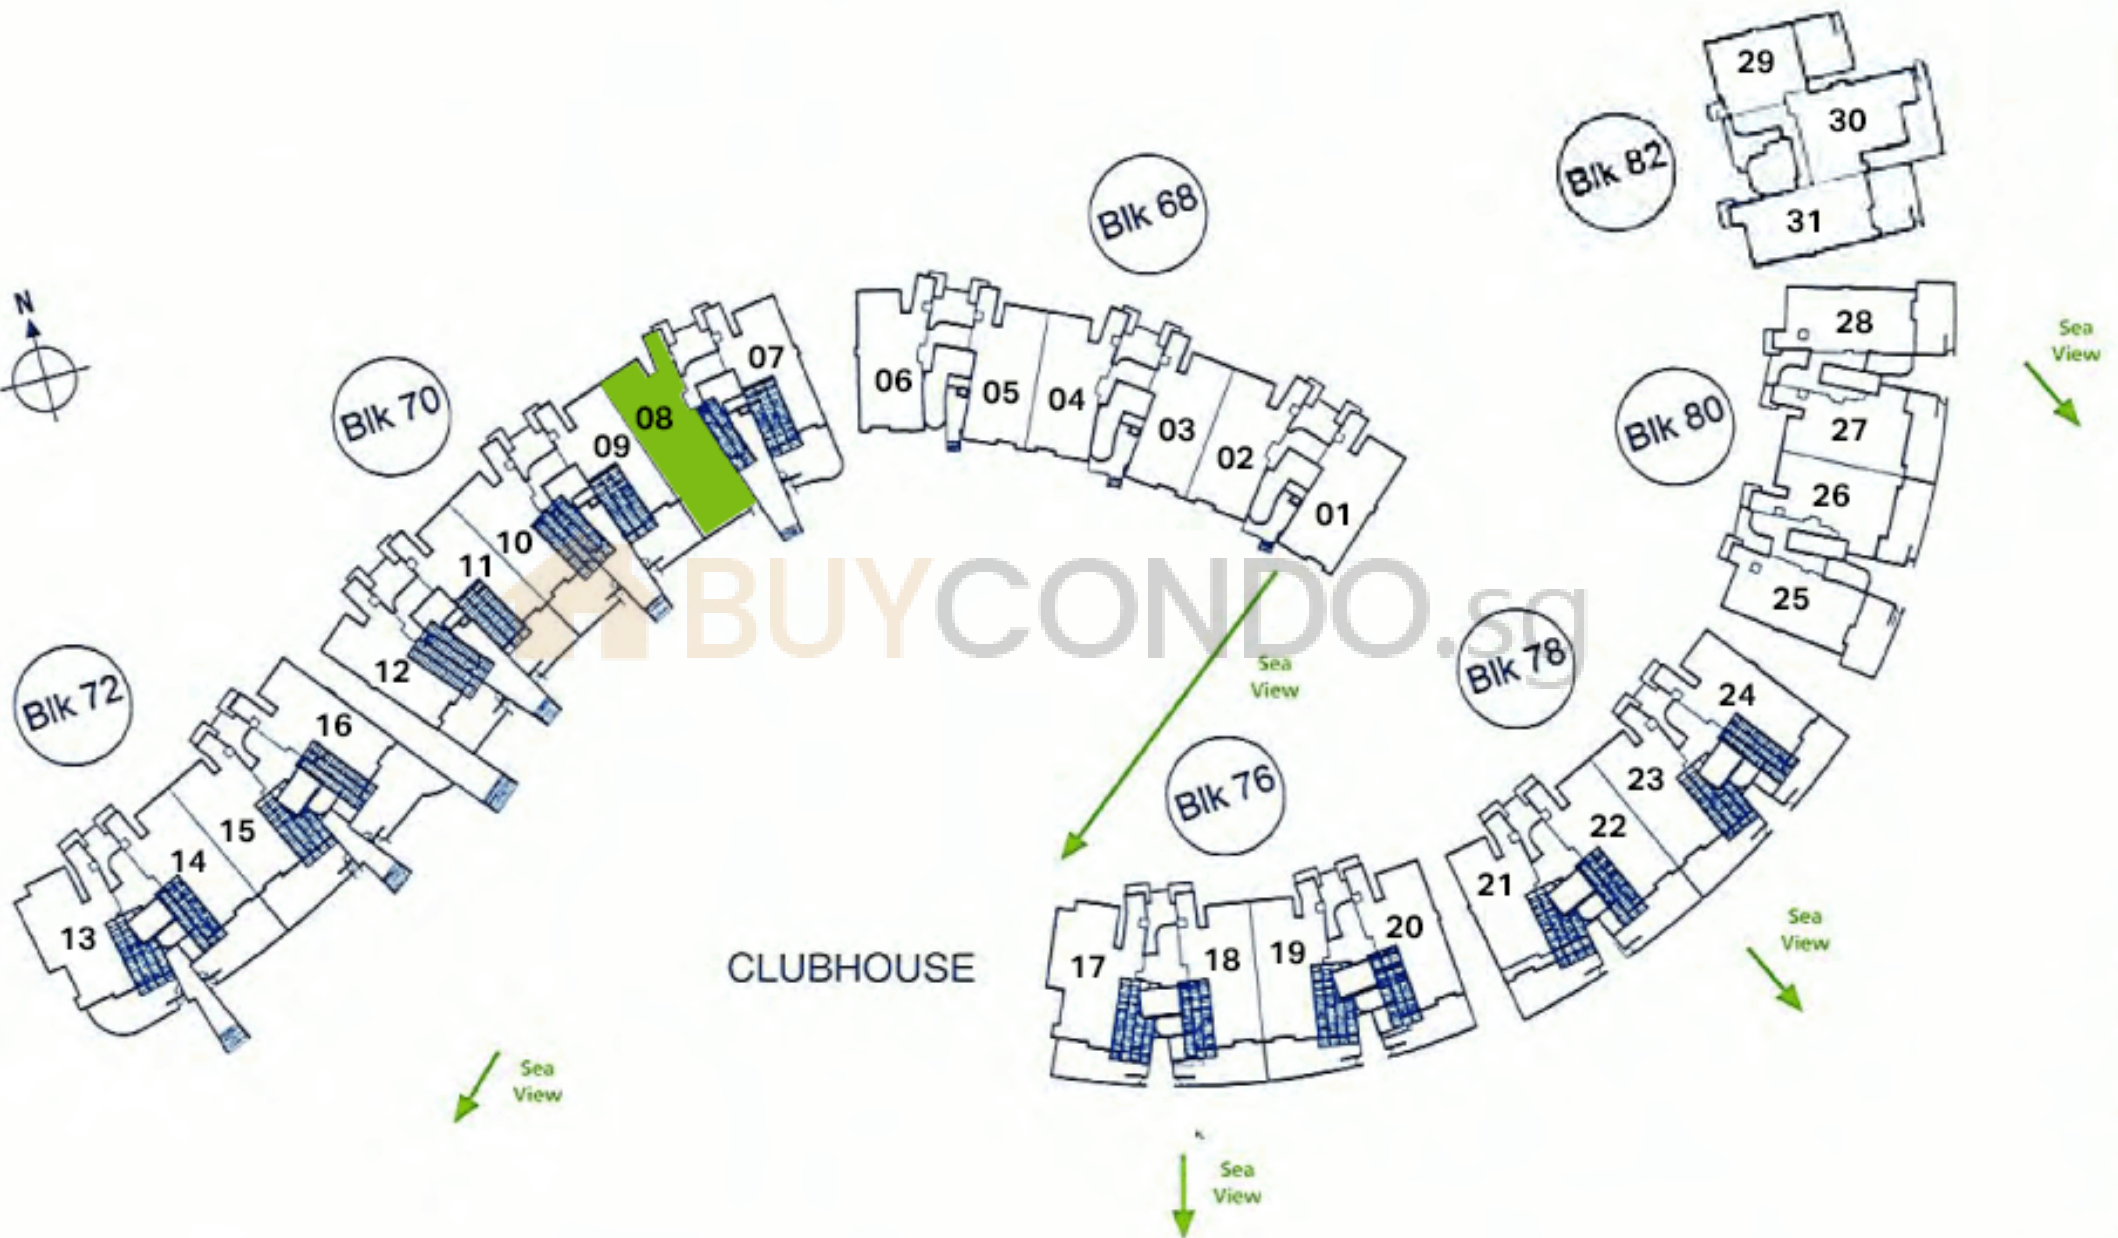 29
30
Blk 82
31
Blk 68
N
28
Sea
View
07
06
05
04
Blk 70
08
03
Blk 80
27
09
02
26
01
10
11
BUYCONDO.sg
25
12
Sea
View
Blk 78
Blk 72
24
16
Blk 76
23
15
22
14
21
13
20
Sea
View
19
18
17
CLUBHOUSE
Sea
View
Sea
View